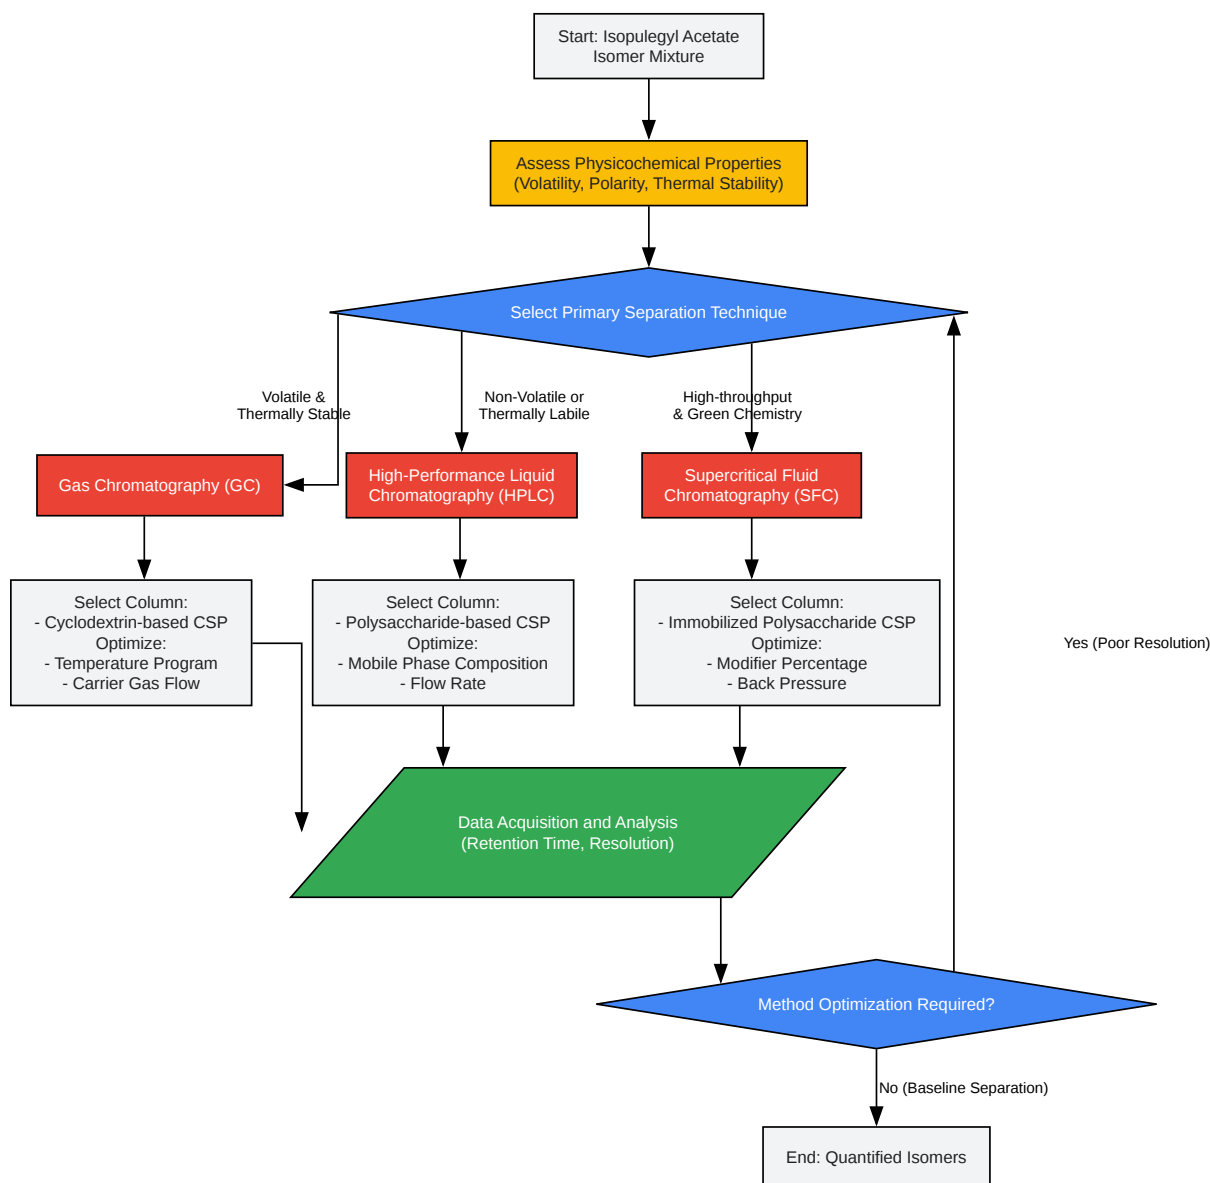 Start: Isopulegyl Acetate
Isomer Mixture
Assess Physicochemical Properties
(Volatility, Polarity, Thermal Stability)
Select Primary Separation Technique
Volatile &
Thermally Stable
Non-Volatile or
Thermally Labile
High-throughput
& Green Chemistry
Gas Chromatography (GC)
High-Performance Liquid
Chromatography (HPLC)
Supercritical Fluid
Chromatography (SFC)
Select Column:
- Cyclodextrin-based CSP
Optimize:
- Temperature Program
- Carrier Gas Flow
Select Column:
- Polysaccharide-based CSP
Optimize:
- Mobile Phase Composition
- Flow Rate
Select Column:
- Immobilized Polysaccharide CSP
Optimize:
- Modifier Percentage
- Back Pressure
Yes (Poor Resolution)
Data Acquisition and Analysis
(Retention Time, Resolution)
Method Optimization Required?
No (Baseline Separation)
End: Quantified Isomers